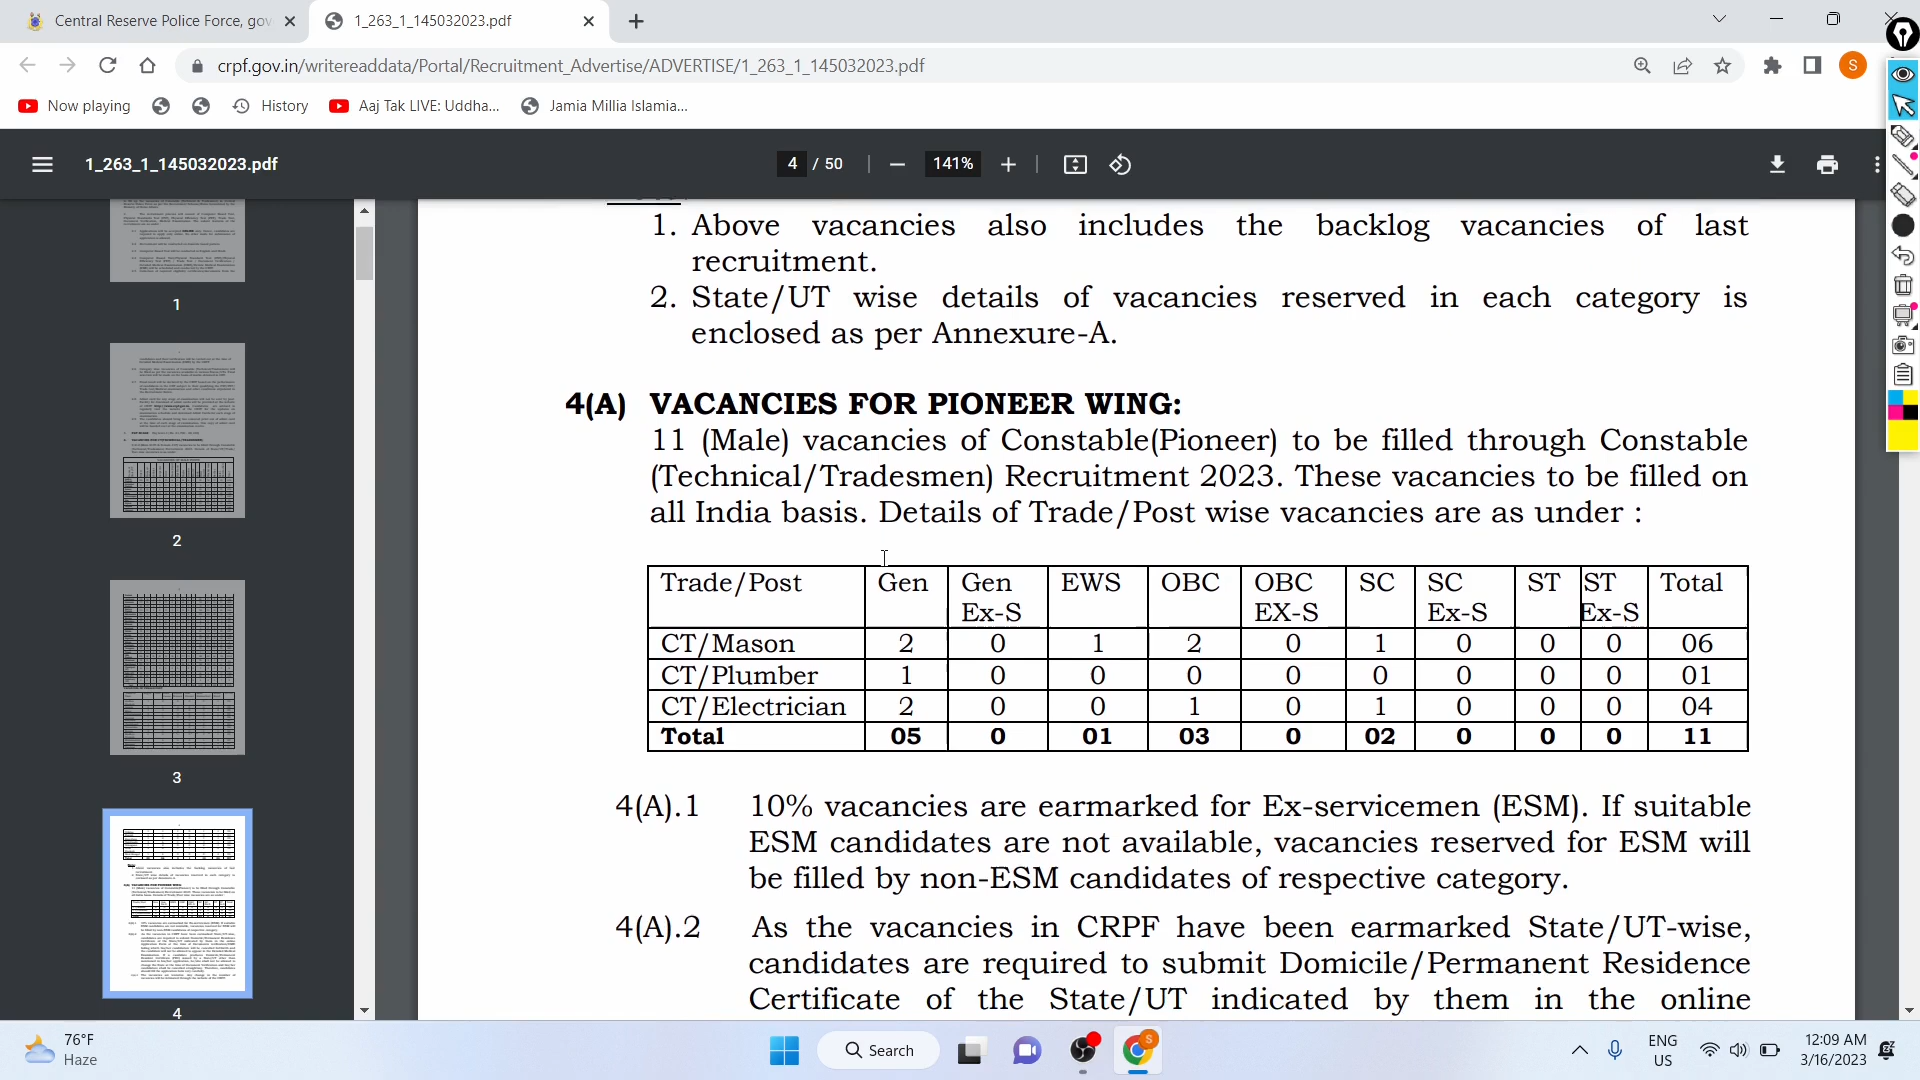 Central Reserve Police Force, gov
1_263_1_145032023.pdf
crpf.gov.in/writereaddata/Portal/Recruitment_Advertise/ADVERTISE/1_263_1_145032023.pdf
S
Now playing
History
Aaj Tak LIVE: Uddha...
Jamia Millia Islamia...
1_263_1_145032023.pdf
4 / 50
141%
1
2
3
4
1. Above vacancies also includes the backlog vacancies of last
recruitment.
2. State/UT wise details of vacancies reserved in each category is
enclosed as per Annexure-A.
4(A) VACANCIES FOR PIONEER WING:
11 (Male) vacancies of Constable(Pioneer) to be filled through Constable
(Technical/Tradesmen) Recruitment 2023. These vacancies to be filled on
all India basis. Details of Trade/Post wise vacancies are as under :
Trade/Post Gen Gen Ex-S EWS OBC OBC EX-S SC SC Ex-S ST ST Ex-S Total
CT/Mason 2 0 1 2 0 1 0 0 0 06
CT/Plumber 1 0 0 0 0 0 0 0 0 01
CT/Electrician 2 0 0 1 0 1 0 0 0 04
Total 05 0 01 03 0 02 0 0 0 11
4(A).1 10% vacancies are earmarked for Ex-servicemen (ESM). If suitable
ESM candidates are not available, vacancies reserved for ESM will
be filled by non-ESM candidates of respective category.
4(A).2 As the vacancies in CRPF have been earmarked State/UT-wise,
candidates are required to submit Domicile/Permanent Residence
Certificate of the State/UT indicated by them in the online
76°F
Haze
Search
S
ENG
US
12:09 AM
3/16/2023